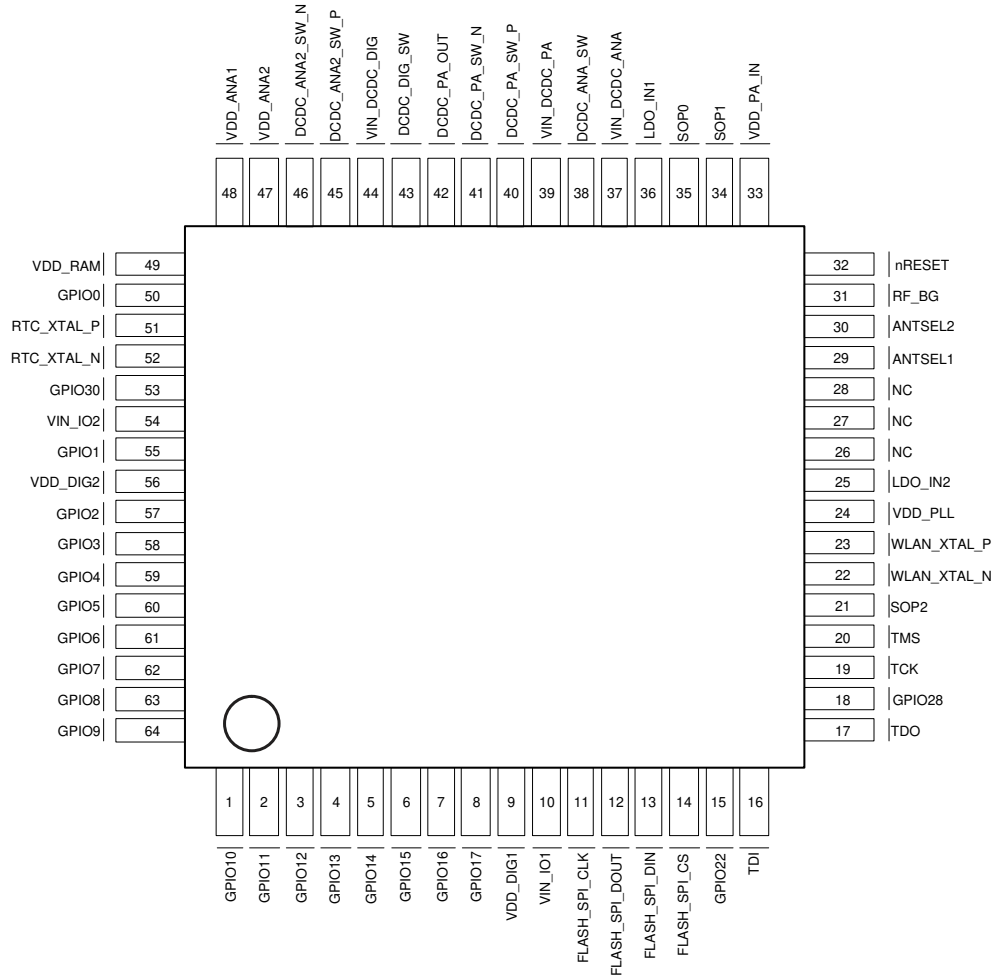 VDD_ANA1
VDD_ANA2
DCDC_ANA2_SW_N
DCDC_ANA2_SW_P
VIN_DCDC_DIG
DCDC_DIG_SW
DCDC_PA_OUT
DCDC_PA_SW_N
DCDC_PA_SW_P
VIN_DCDC_PA
DCDC_ANA_SW
VIN_DCDC_ANA
LDO_IN1
SOP0
SOP1
VDD_PA_IN
48 47 46 45 44 43 42 41 40 39 38 37 36 35 34 33
VDD_RAM 49
GPIO0 50
RTC_XTAL_P 51
RTC_XTAL_N 52
GPIO30 53
VIN_IO2 54
GPIO1 55
VDD_DIG2 56
GPIO2 57
GPIO3 58
GPIO4 59
GPIO5 60
GPIO6 61
GPIO7 62
GPIO8 63
GPIO9 64
32 nRESET
31 RF_BG
30 ANTSEL2
29 ANTSEL1
28 NC
27 NC
26 NC
25 LDO_IN2
24 VDD_PLL
23 WLAN_XTAL_P
22 WLAN_XTAL_N
21 SOP2
20 TMS
19 TCK
18 GPIO28
17 TDO
1 2 3 4 5 6 7 8 9 10 11 12 13 14 15 16
GPIO10
GPIO11
GPIO12
GPIO13
GPIO14
GPIO15
GPIO16
GPIO17
VDD_DIG1
VIN_IO1
FLASH_SPI_CLK
FLASH_SPI_DOUT
FLASH_SPI_DIN
FLASH_SPI_CS
GPIO22
TDI